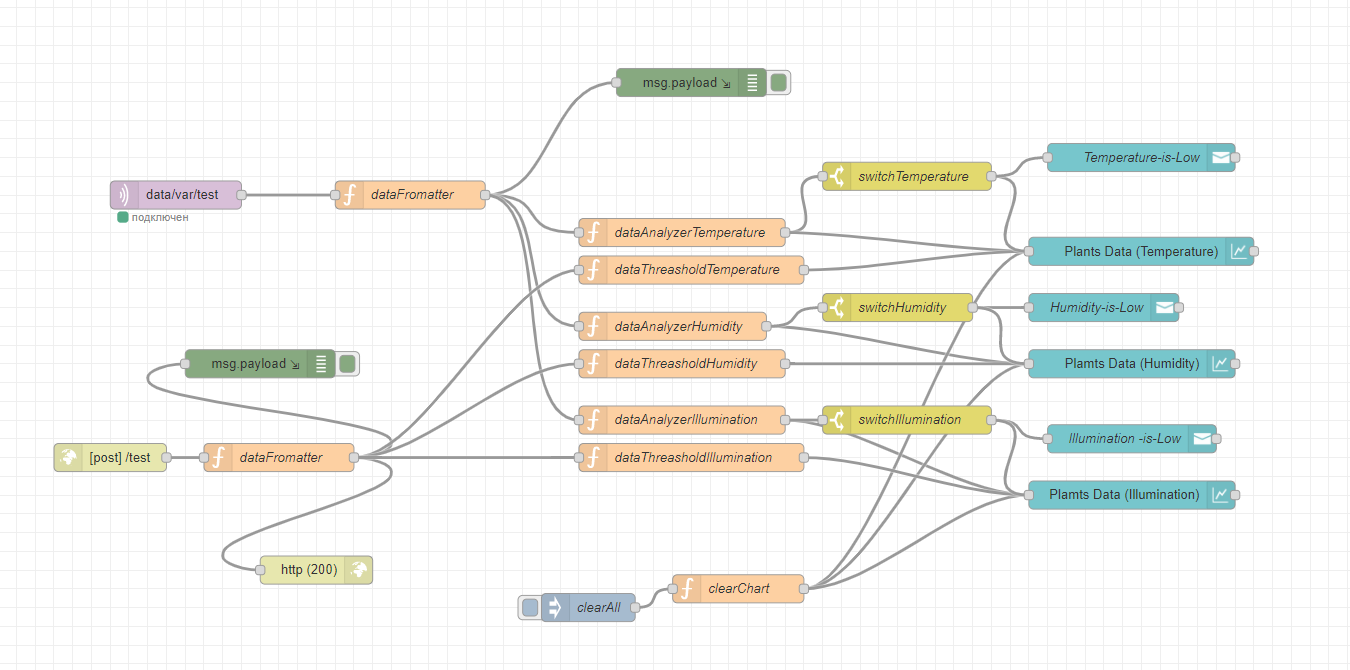 msg.payload
Temperature-is-Low
switchTemperature
data/var/test
dataFromatter
подключен
dataAnalyzerTemperature
Plants Data (Temperature)
dataThreasholdTemperature
switchHumidity
Humidity-is-Low
dataAnalyzerHumidity
msg.payload
dataThreasholdHumidity
Plamts Data (Humidity)
dataAnalyzerIllumination
switchIllumination
Illumination -is-Low
[post] /test
dataFromatter
dataThreasholdIllumination
Plamts Data (Illumination)
http (200)
clearChart
clearAll